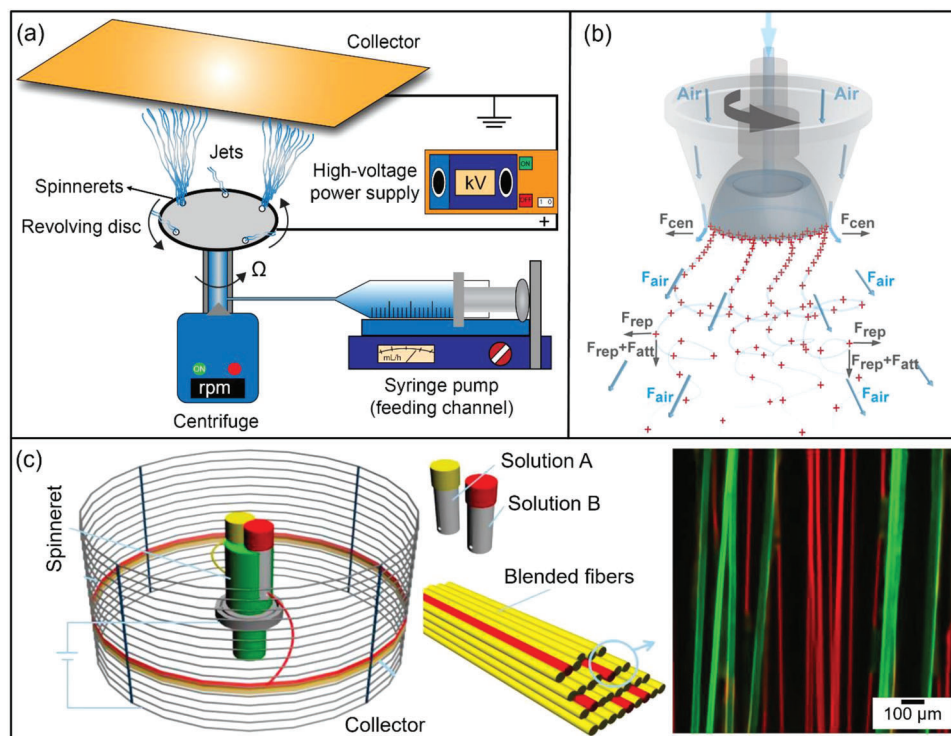 (a)
Collector
Jets
Spinnerets
Revolving disc
High-voltage
power supply
kV
ON
OFF
1 0
+
Ω
ON
rpm
Centrifuge
mL/h
Syringe pump
(feeding channel)
(b)
Air
Air
Fcen
Fcen
Fair
Fair
Frep
Frep
Frep+Fatt
Frep+Fatt
Fair
Fair
(c)
Spinneret
Collector
Solution A
Solution B
Blended fibers
100 µm